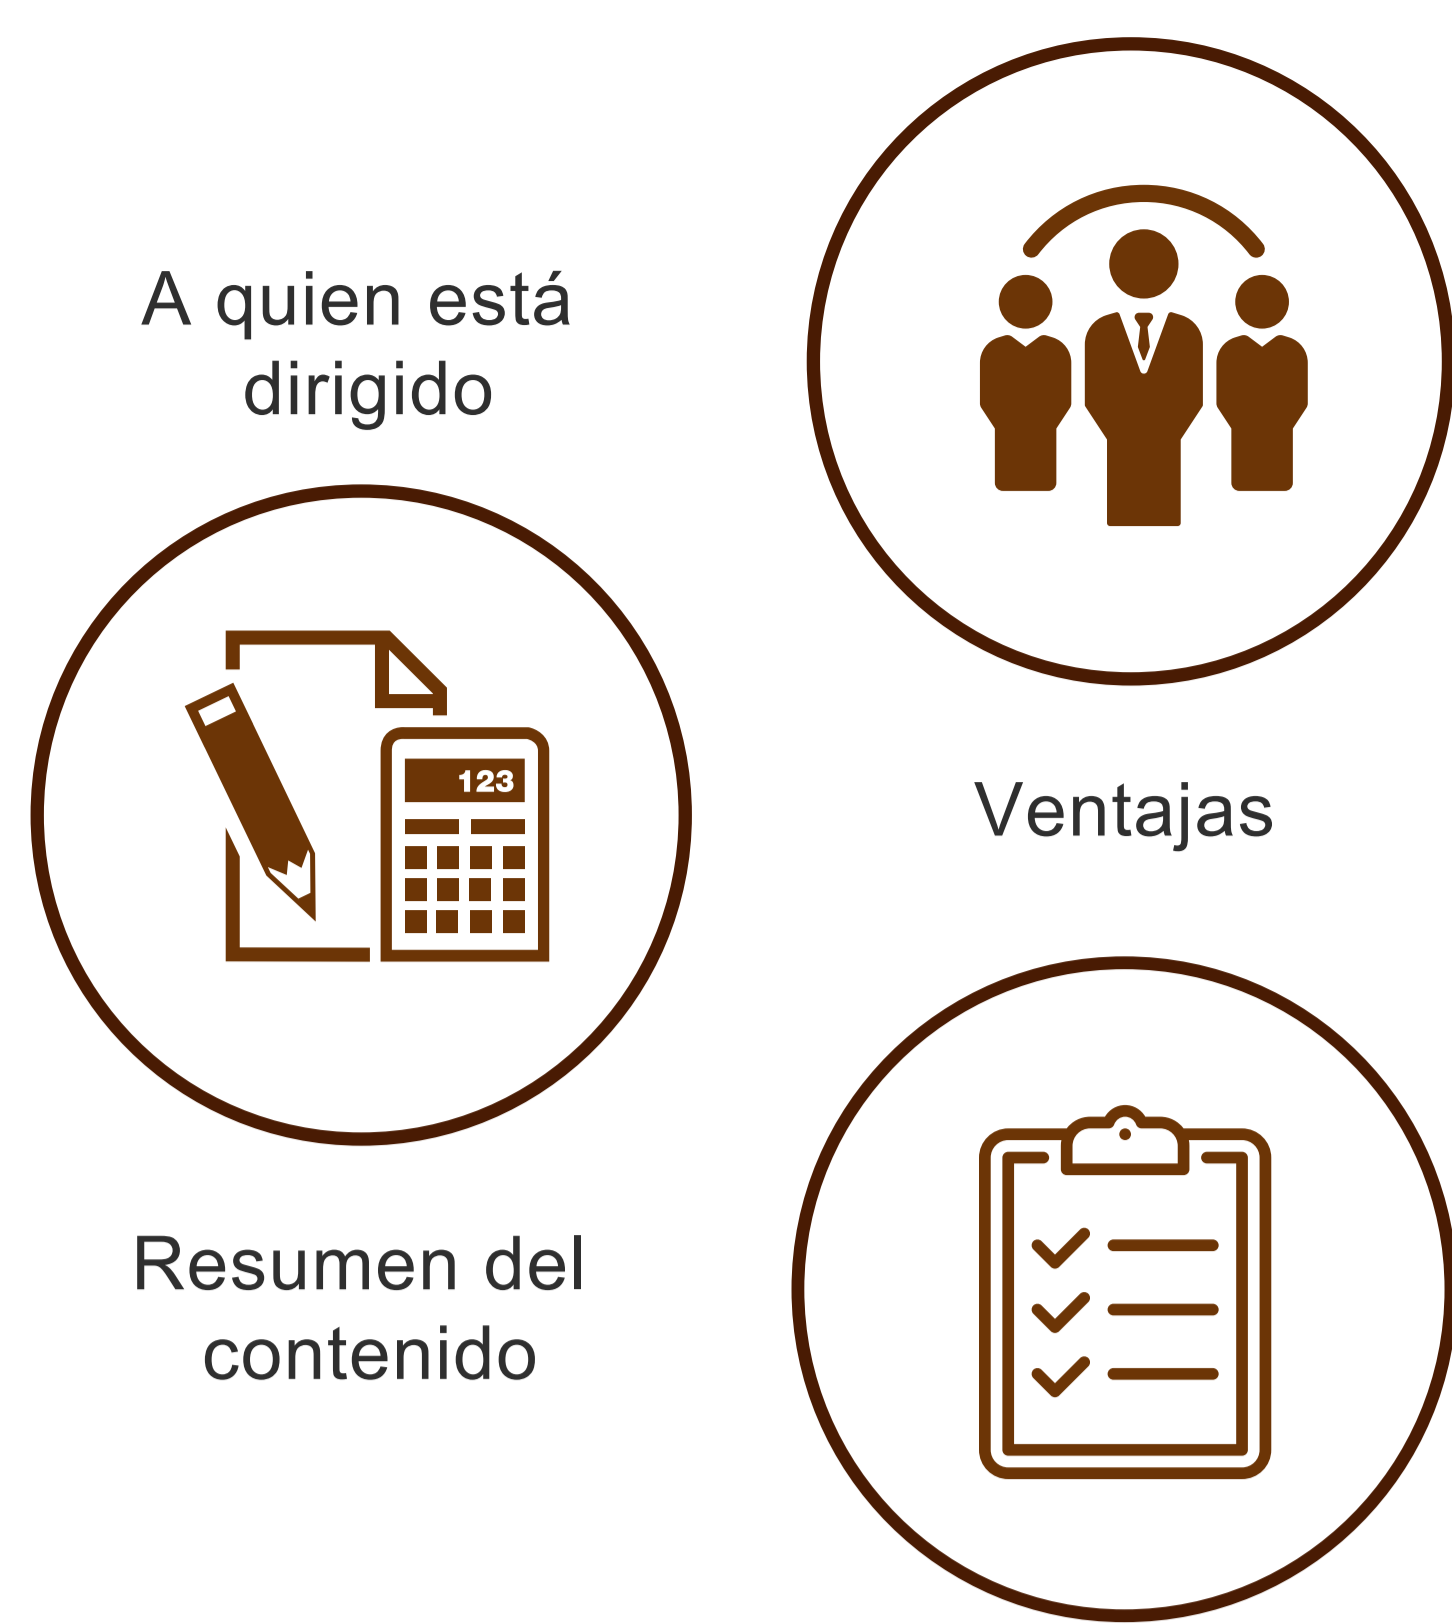 A quien está
dirigido
123
Ventajas
Resumen del
contenido